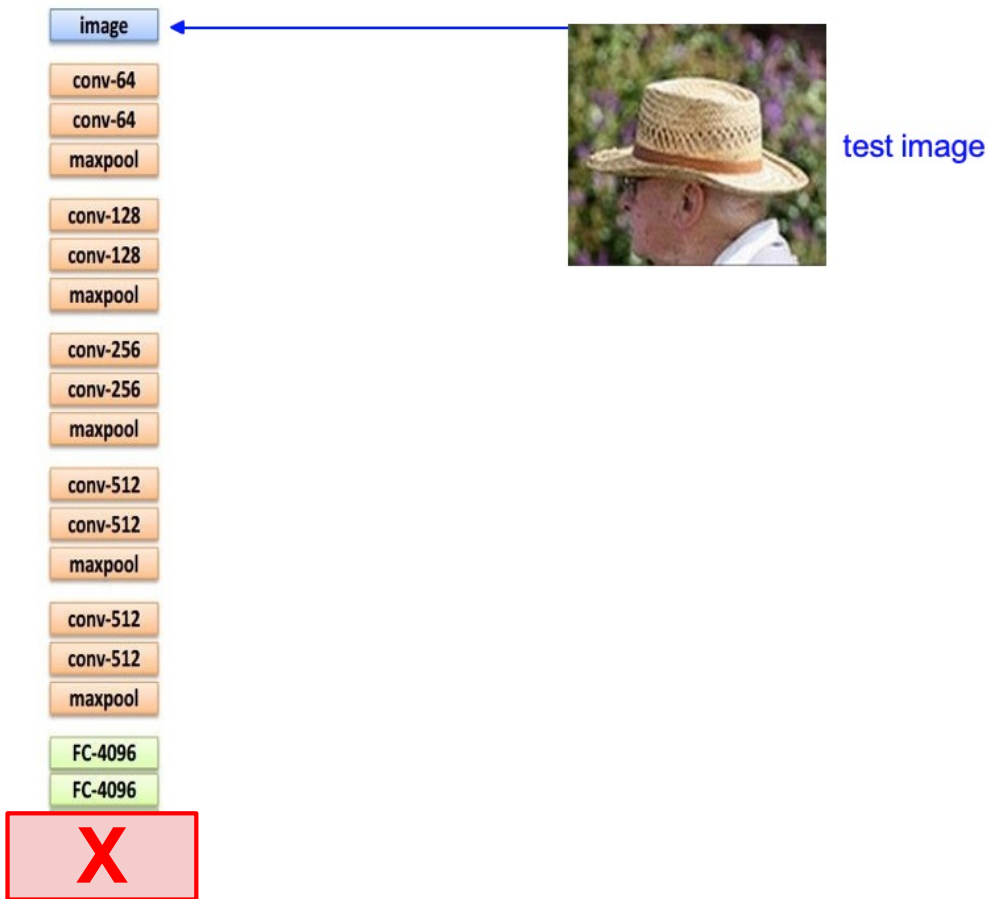 image
test image
conv-64
conv-64
maxpool
conv-128
conv-128
maxpool
conv-256
conv-256
maxpool
conv-512
conv-512
maxpool
conv-512
conv-512
maxpool
FC-4096
FC-4096
X